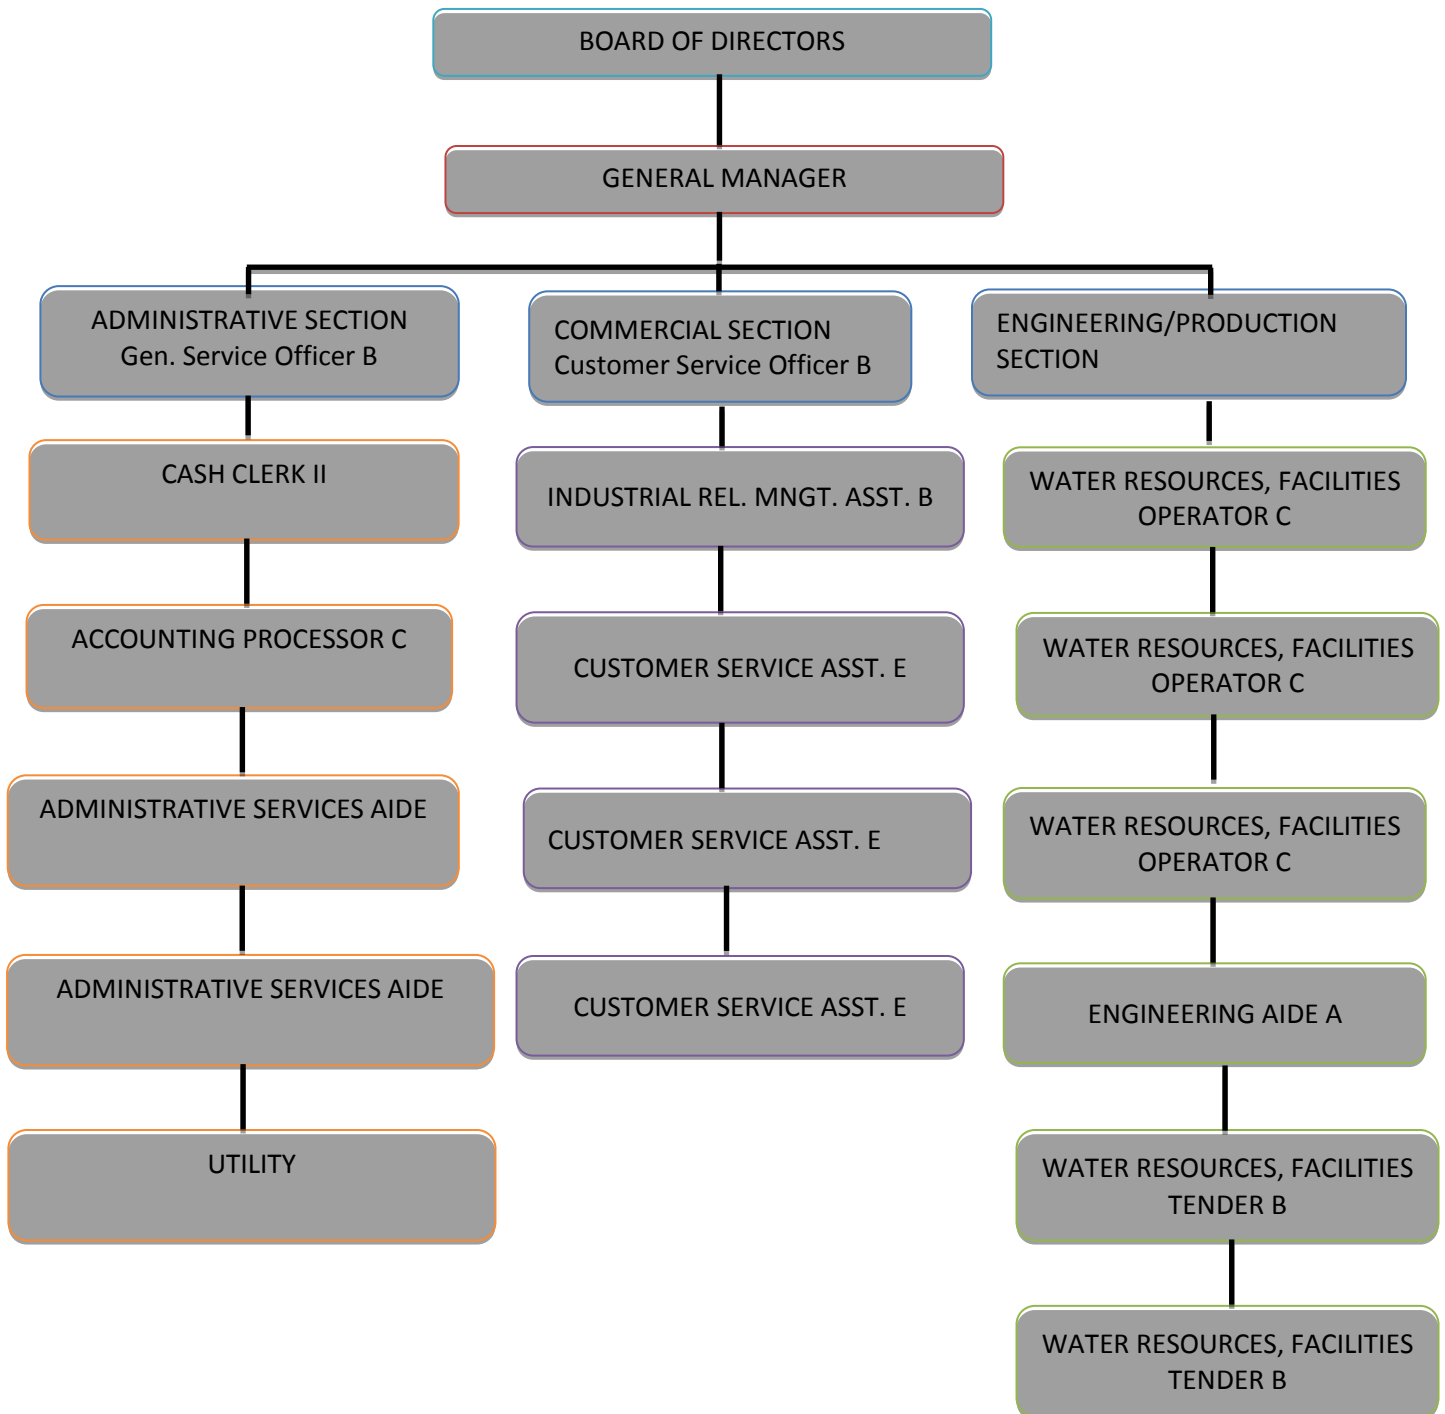 BOARD OF DIRECTORS
GENERAL MANAGER
ADMINISTRATIVE SECTION
Gen. Service Officer B
COMMERCIAL SECTION
Customer Service Officer B
ENGINEERING/PRODUCTION
SECTION
CASH CLERK II
ACCOUNTING PROCESSOR C
ADMINISTRATIVE SERVICES AIDE
ADMINISTRATIVE SERVICES AIDE
UTILITY
INDUSTRIAL REL. MNGT. ASST. B
CUSTOMER SERVICE ASST. E
CUSTOMER SERVICE ASST. E
CUSTOMER SERVICE ASST. E
WATER RESOURCES, FACILITIES
OPERATOR C
WATER RESOURCES, FACILITIES
OPERATOR C
WATER RESOURCES, FACILITIES
OPERATOR C
ENGINEERING AIDE A
WATER RESOURCES, FACILITIES
TENDER B
WATER RESOURCES, FACILITIES
TENDER B